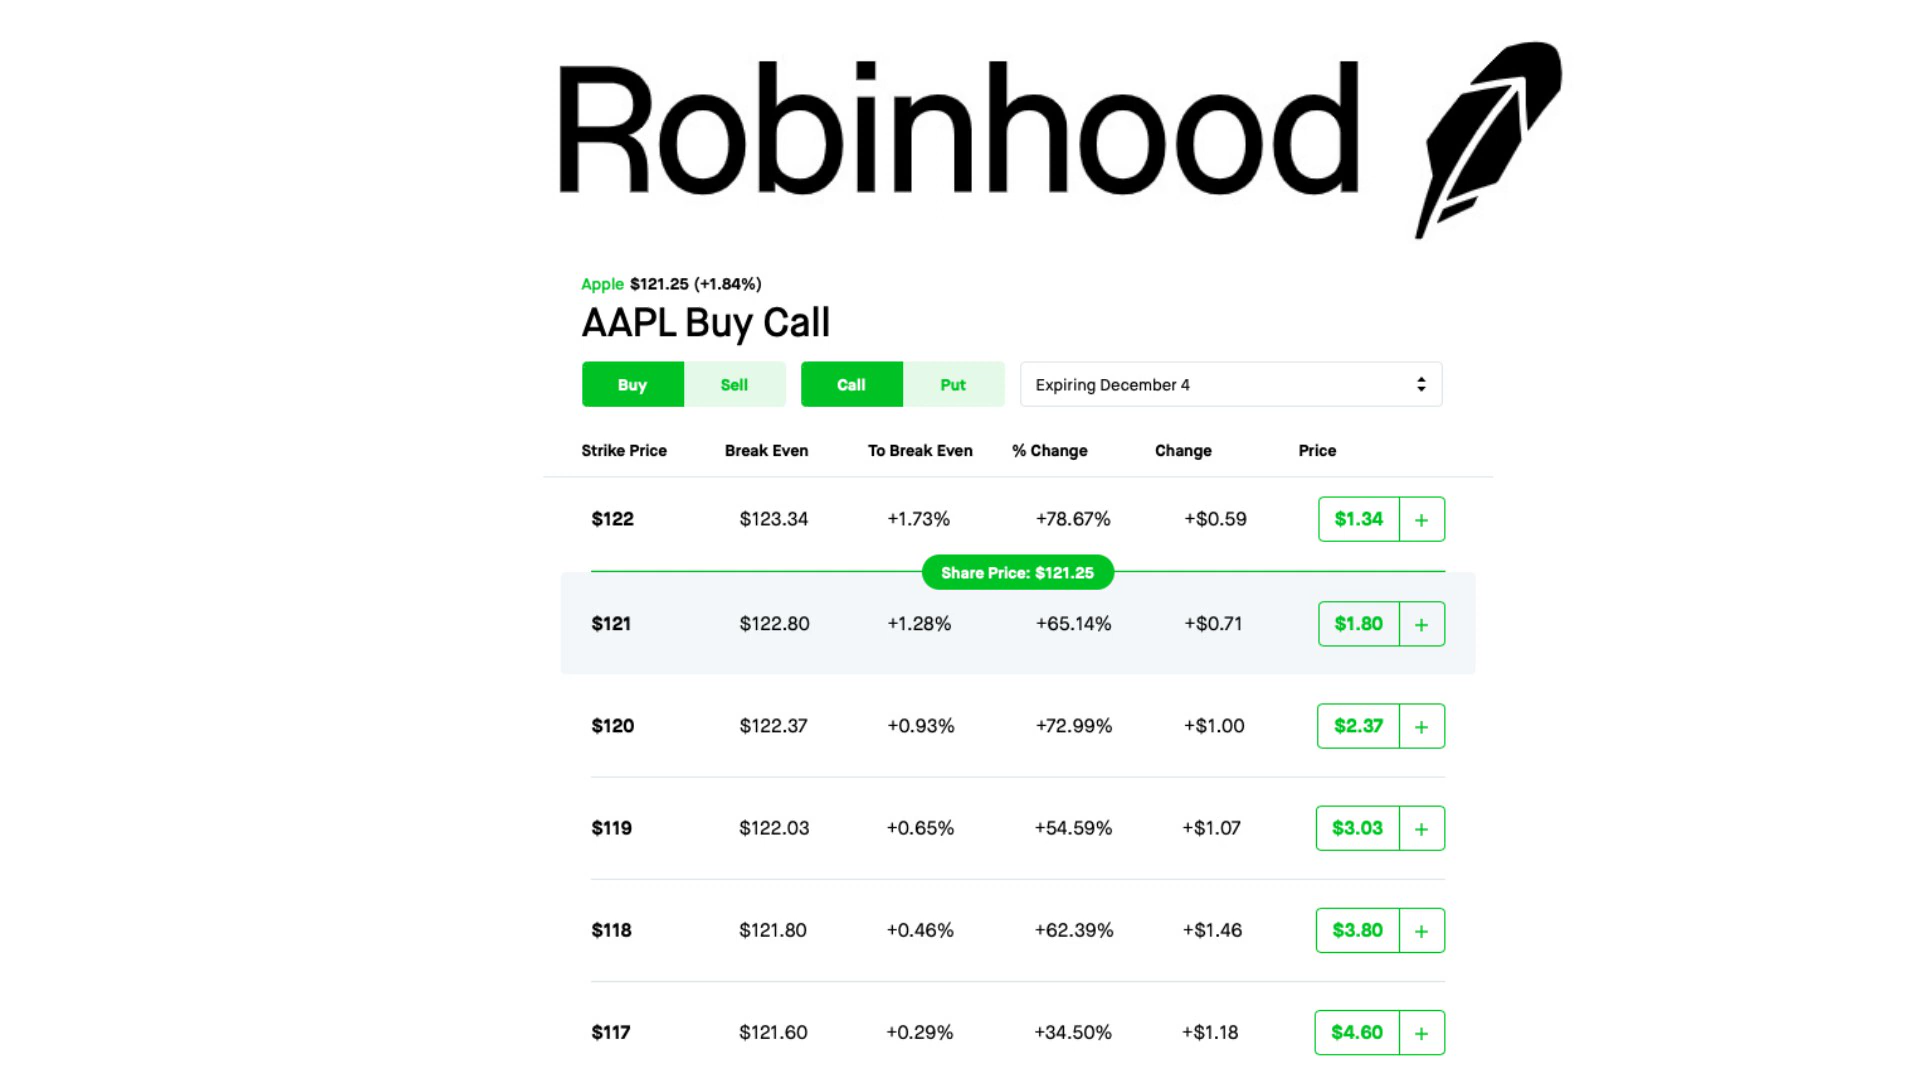 Robinhood
Apple $121.25 (+1.84%)
AAPL Buy Call
Buy Sell Call Put Expiring December 4
Strike Price Break Even To Break Even % Change Change Price
$122 $123.34 +1.73% +78.67% +$0.59 $1.34 +
Share Price: $121.25
$121 $122.80 +1.28% +65.14% +$0.71 $1.80 +
$120 $122.37 +0.93% +72.99% +$1.00 $2.37 +
$119 $122.03 +0.65% +54.59% +$1.07 $3.03 +
$118 $121.80 +0.46% +62.39% +$1.46 $3.80 +
$117 $121.60 +0.29% +34.50% +$1.18 $4.60 +